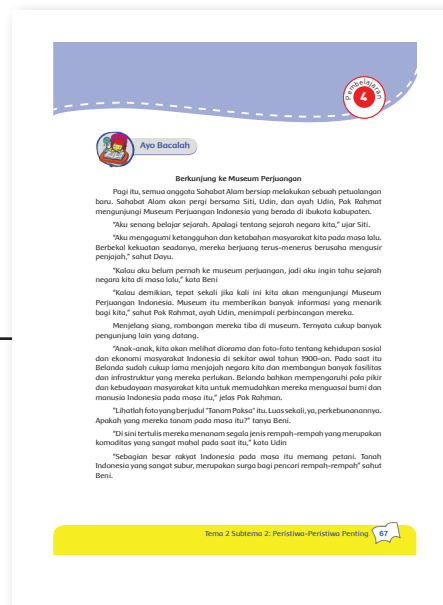 Pembelajaran
4
Ayo Bacalah
Berkunjung ke Museum Perjuangan
Pagi itu, semua anggota Sahabat Alam bersiap melakukan sebuah petualangan
baru. Sahabat Alam akan pergi bersama Siti, Udin, dan ayah Udin, Pak Rahmat
mengunjungi Museum Perjuangan Indonesia yang berada di ibukota kabupaten.
"Aku senang belajar sejarah. Apalagi tentang sejarah negara kita," ujar Siti.
"Aku mengagumi ketangguhan dan ketabahan masyarakat kita pada masa lalu.
Berbekal kekuatan seadanya, mereka berjuang terus-menerus berusaha mengusir
penjajah," sahut Dayu.
"Kalau aku belum pernah ke museum perjuangan, jadi aku ingin tahu sejarah
negara kita di masa lalu," kata Beni
"Kalau demikian, tepat sekali jika kali ini kita akan mengunjungi Museum
Perjuangan Indonesia. Museum itu memberikan banyak informasi yang menarik
bagi kita," sahut Pak Rahmat, ayah Udin, menimpali perbincangan mereka.
Menjelang siang, rombongan mereka tiba di museum. Ternyata cukup banyak
pengunjung lain yang datang.
"Anak-anak, kita akan melihat diorama dan foto-foto tentang kehidupan sosial
dan ekonomi masyarakat Indonesia di sekitar awal tahun 1900-an. Pada saat itu
Belanda sudah cukup lama menjajah negara kita dan membangun banyak fasilitas
dan infrastruktur yang mereka perlukan. Belanda bahkan mempengaruhi pola pikir
dan kebudayaan masyarakat kita untuk memudahkan mereka menguasai bumi dan
manusia Indonesia pada masa itu," jelas Pak Rahman.
"Lihatlah foto yang berjudul "Tanam Paksa" itu. Luas sekali, ya, perkebunanannya.
Apakah yang mereka tanam pada masa itu?" tanya Beni.
"Di sini tertulis mereka menanam segala jenis rempah-rempah yang merupakan
komoditas yang sangat mahal pada saat itu," kata Udin
"Sebagian besar rakyat Indonesia pada masa itu memang petani. Tanah
Indonesia yang sangat subur, merupakan surga bagi pencari rempah-rempah" sahut
Beni.
Tema 2 Subtema 2: Peristiwa-Peristiwa Penting 67